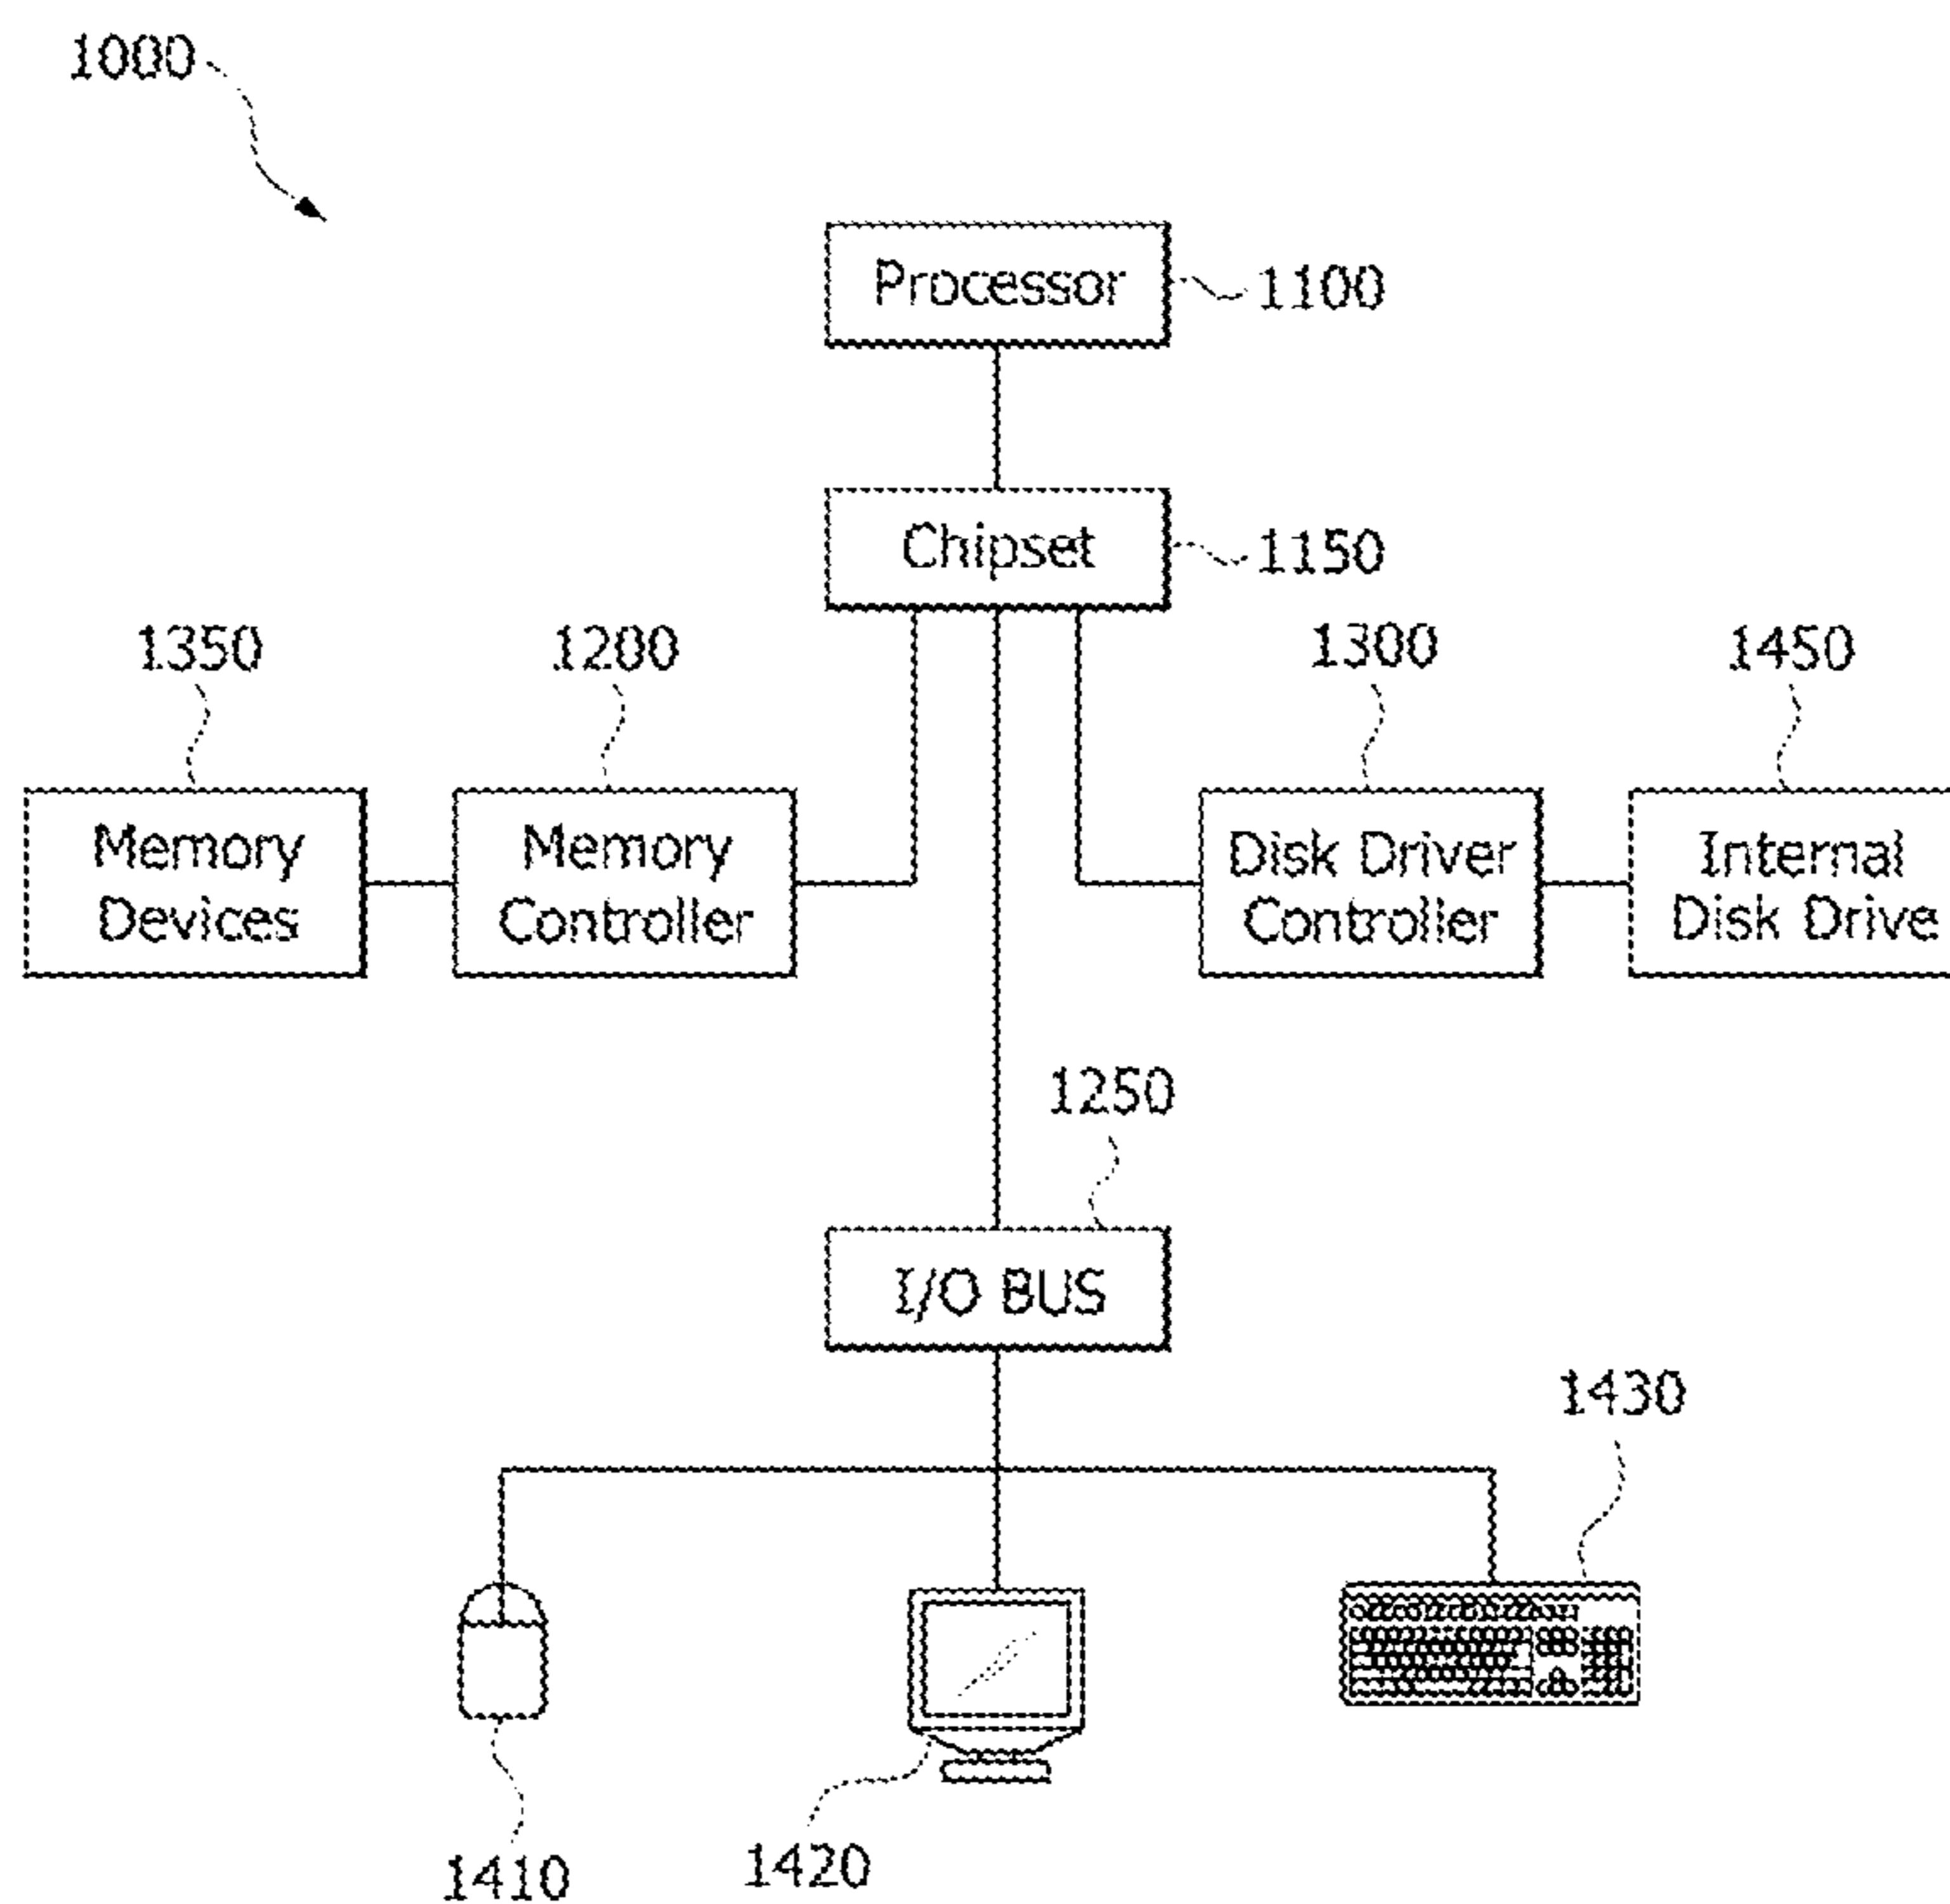 1000
Processor
1100
Chipset
1150
1350
1200
1300
1450
Memory
Devices
Memory
Controller
Disk Driver
Controller
Internal
Disk Drive
1250
I/O BUS
1430
1410
1420